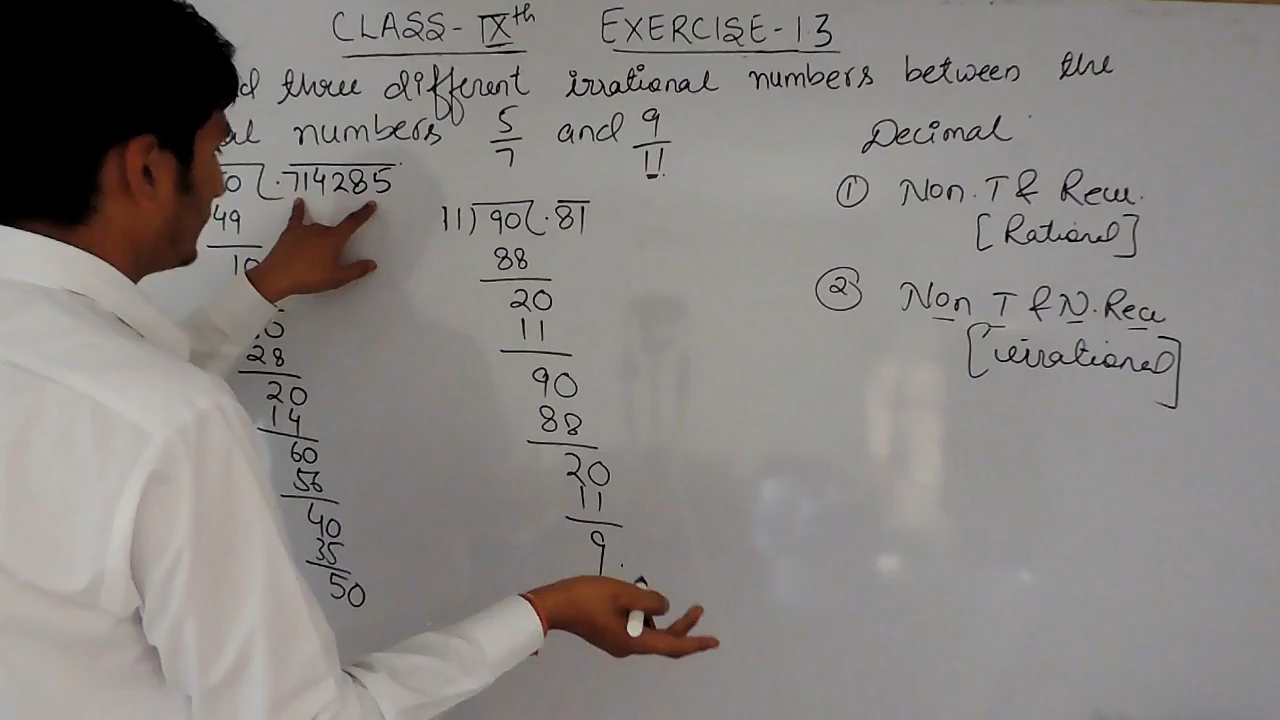 CLASS-IXth EXERCISE-1.3
d three different irrational numbers between the
al numbers 5/7 and 9/11
0 ( .714285
49
10
28
20
14
60
56
40
35
50
11) 90 ( .81
88
20
11
90
88
20
11
9
Decimal
① Non. T & Recu.
[Rational]
② Non T & N. Recu
[irrational]